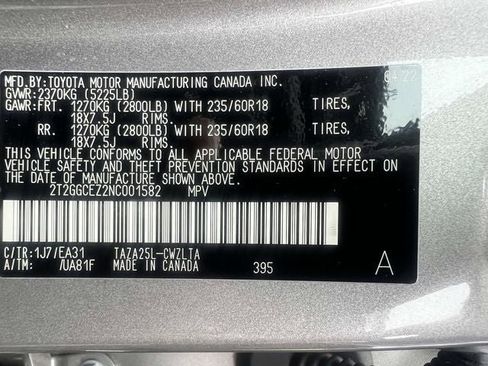 MFD.BY:TOYOTA MOTOR MANUFACTURING CANADA INC. 04/22
GVWR:2370KG (5225LB)
GAWR:FRT. 1270KG (2800LB) WITH 235/60R18 TIRES,
18X7.5J RIMS.
RR. 1270KG (2800LB) WITH 235/60R18 TIRES,
18X7.5J RIMS.
THIS VEHICLE CONFORMS TO ALL APPLICABLE FEDERAL MOTOR
VEHICLE SAFETY AND THEFT PREVENTION STANDARDS IN EFFECT ON
THE DATE OF MANUFACTURE SHOWN ABOVE.
2T2GGCEZ2NC001582 MPV
C/TR:1J7/EA31 TAZA25L-CWZLTA
A/TM: /UA81F MADE IN CANADA 395 A